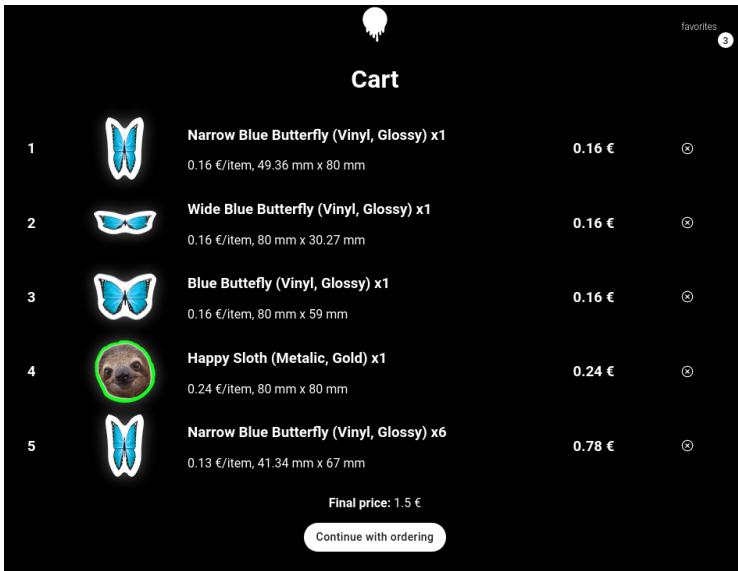 favorites
3
Cart
1
Narrow Blue Butterfly (Vinyl, Glossy) x1
0.16 €/item, 49.36 mm x 80 mm
0.16 €
2
Wide Blue Butterfly (Vinyl, Glossy) x1
0.16 €/item, 80 mm x 30.27 mm
0.16 €
3
Blue Buttefly (Vinyl, Glossy) x1
0.16 €/item, 80 mm x 59 mm
0.16 €
4
Happy Sloth (Metalic, Gold) x1
0.24 €/item, 80 mm x 80 mm
0.24 €
5
Narrow Blue Butterfly (Vinyl, Glossy) x6
0.13 €/item, 41.34 mm x 67 mm
0.78 €
Final price: 1.5 €
Continue with ordering